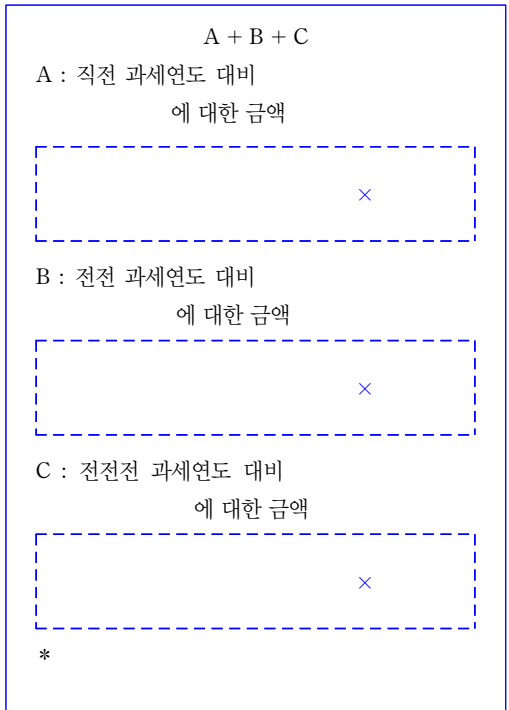 A + B + C
A : 직전 과세연도 대비
에 대한 금액
×
B : 전전 과세연도 대비
에 대한 금액
×
C : 전전전 과세연도 대비
에 대한 금액
×
*